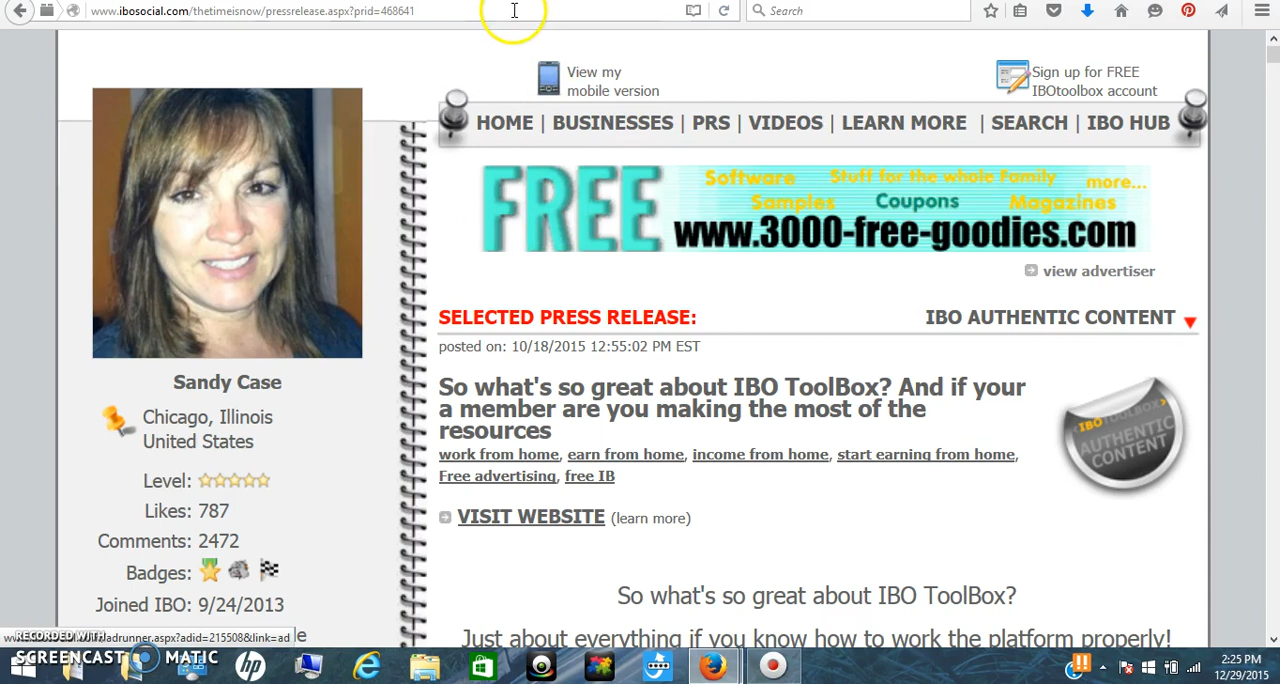 www.ibosocial.com/thetimeisnow/pressrelease.aspx?prid=468641
Search
View my
mobile version
Sign up for FREE
IBOtoolbox account
HOME | BUSINESSES | PRS | VIDEOS | LEARN MORE | SEARCH | IBO HUB
FREE
Software Stuff for the whole Family more...
Samples Coupons Magazines
www.3000-free-goodies.com
view advertiser
SELECTED PRESS RELEASE:
IBO AUTHENTIC CONTENT
posted on: 10/18/2015 12:55:02 PM EST
So what's so great about IBO ToolBox? And if your
a member are you making the most of the
resources
IBOTOOLBOX
AUTHENTIC
CONTENT
work from home, earn from home, income from home, start earning from home,
Free advertising, free IB
VISIT WEBSITE (learn more)
So what's so great about IBO ToolBox?
Just about everything if you know how to work the platform properly!
Sandy Case
Chicago, Illinois
United States
Level:
Likes: 787
Comments: 2472
Badges:
Joined IBO: 9/24/2013
RECORDED WITH
SCREENCAST MATIC
hp
2:25 PM
12/29/2015